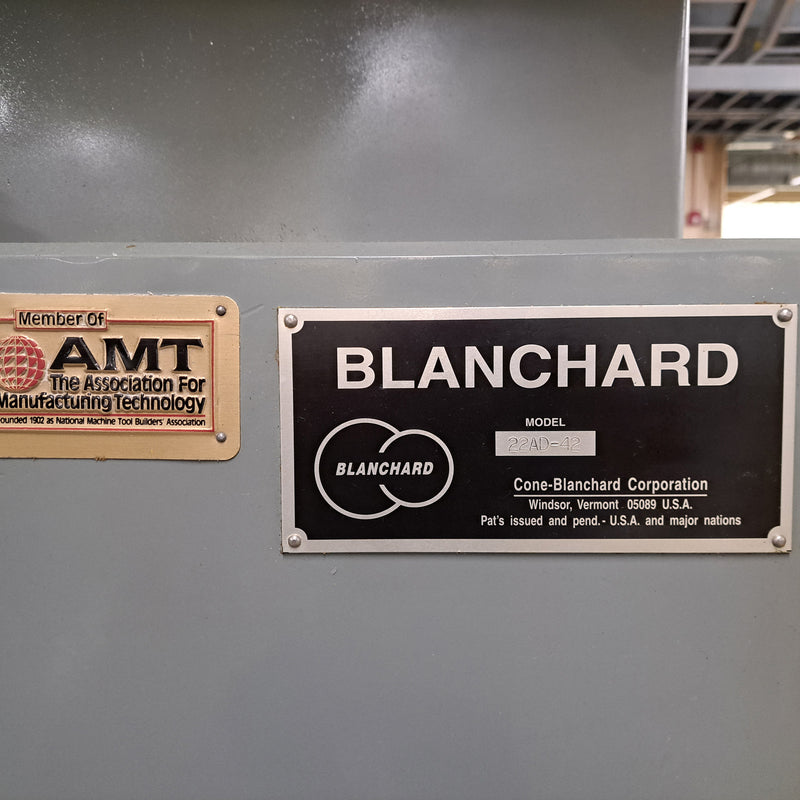 Member Of
AMT
The Association For
Manufacturing Technology
Founded 1902 as National Machine Tool Builders' Association
BLANCHARD
MODEL
22AD-42
BLANCHARD
Cone-Blanchard Corporation
Windsor, Vermont 05089 U.S.A.
Pat's issued and pend.- U.S.A. and major nations